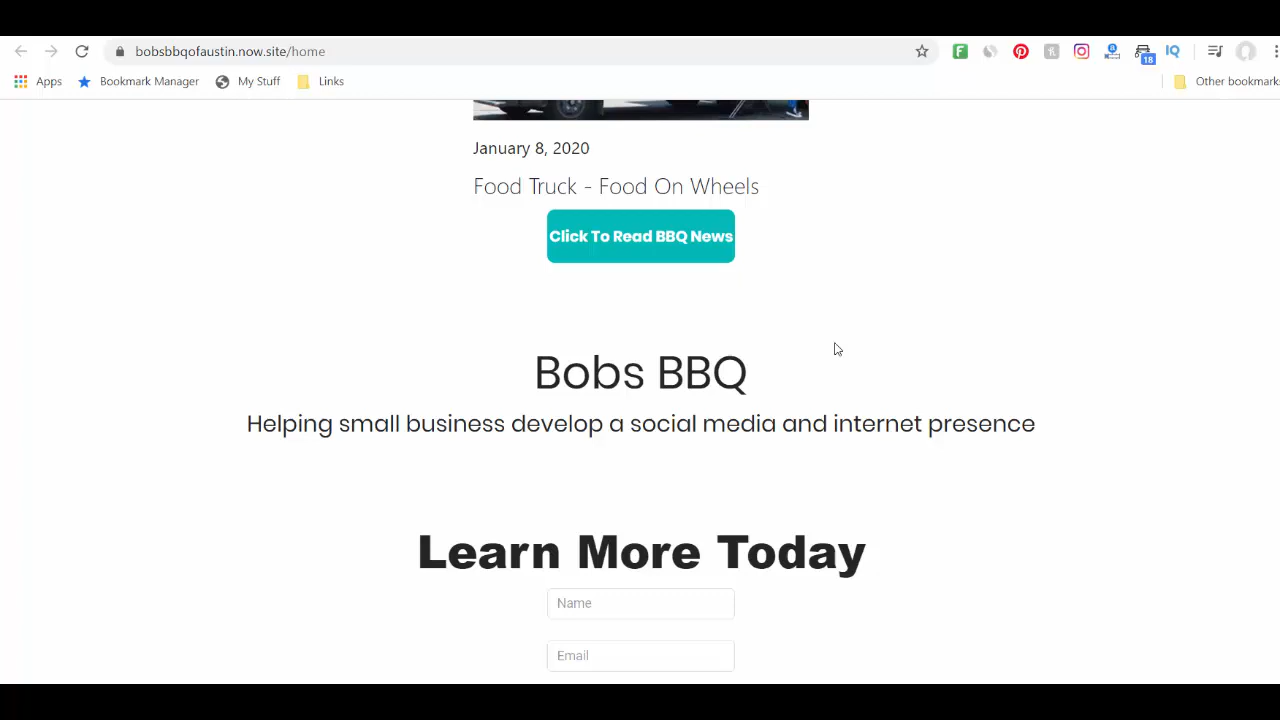 bobsbbqofaustin.now.site/home
18
Apps
Bookmark Manager
My Stuff
Links
Other bookmarks
January 8, 2020
Food Truck - Food On Wheels
Click To Read BBQ News
Bobs BBQ
Helping small business develop a social media and internet presence
Learn More Today
Name
Email